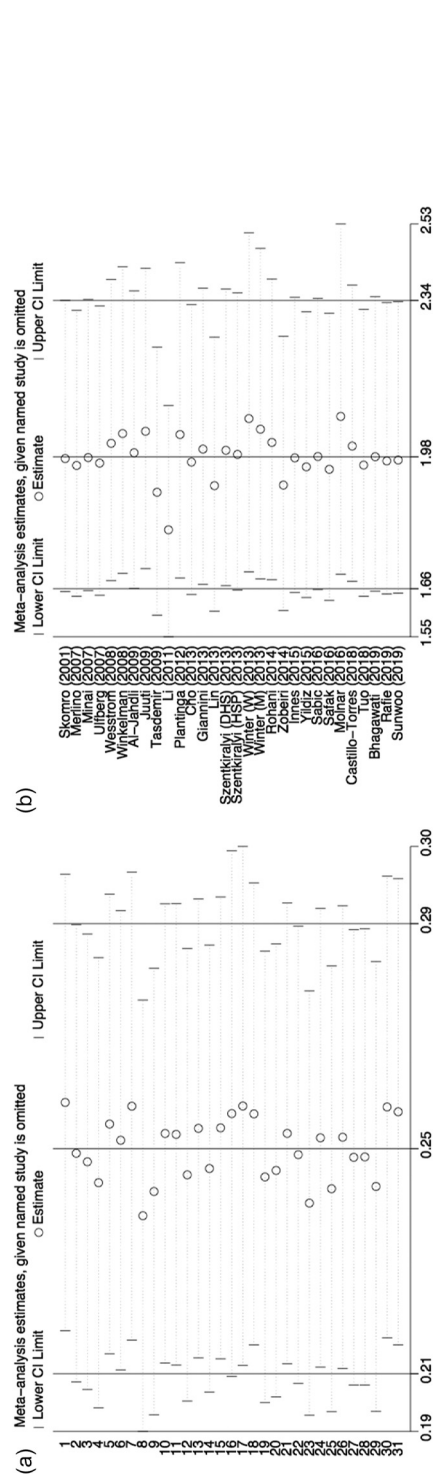 (a)
Meta−analysis estimates, given named study is omitted
| Lower CI Limit ○ Estimate | Upper CI Limit
1
2
3
4
5
6
7
8
9
10
11
12
13
14
15
16
17
18
19
20
21
22
23
24
25
26
27
28
29
30
31
0.19 0.21 0.25 0.29 0.30
(b)
Meta−analysis estimates, given named study is omitted
| Lower CI Limit ○ Estimate | Upper CI Limit
Skomro (2001)
Merlino (2007)
Minai (2007)
Ulfberg (2007)
Wesstrom (2008)
Winkelman (2008)
Al−Jahdli (2009)
Juuti (2009)
Tasdemir (2009)
Li (2011)
Plantinga (2012)
Cho (2013)
Giannini (2013)
Lin (2013)
Szentkiralyi (DHS) (2013)
Szentkiralyi (HSP) (2013)
Winter (W) (2013)
Winter (M) (2013)
Rohani (2014)
Zobeiri (2014)
Innes (2015)
Yildiz (2015)
Sabic (2016)
Safak (2016)
Molnar (2016)
Castillo−Torres (2018)
Tuo (2018)
Bhagawati (2019)
Rafie (2019)
Sunwoo (2019)
1.55 1.66 1.98 2.34 2.53